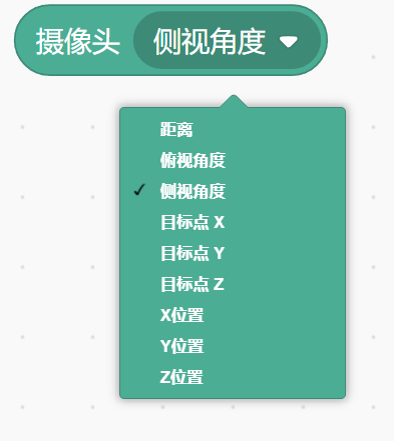 摄像头 侧视角度
距离
俯视角度
侧视角度
目标点 X
目标点 Y
目标点 Z
X位置
Y位置
Z位置